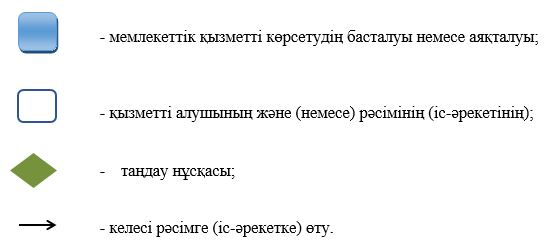 - мемлекеттік қызметті көрсетудің басталуы немесе аяқталуы;
- қызметті алушының және (немесе) рәсімінің (іс-әрекетінің);
- таңдау нұсқасы;
- келесі рәсімге (іс-әрекетке) өту.